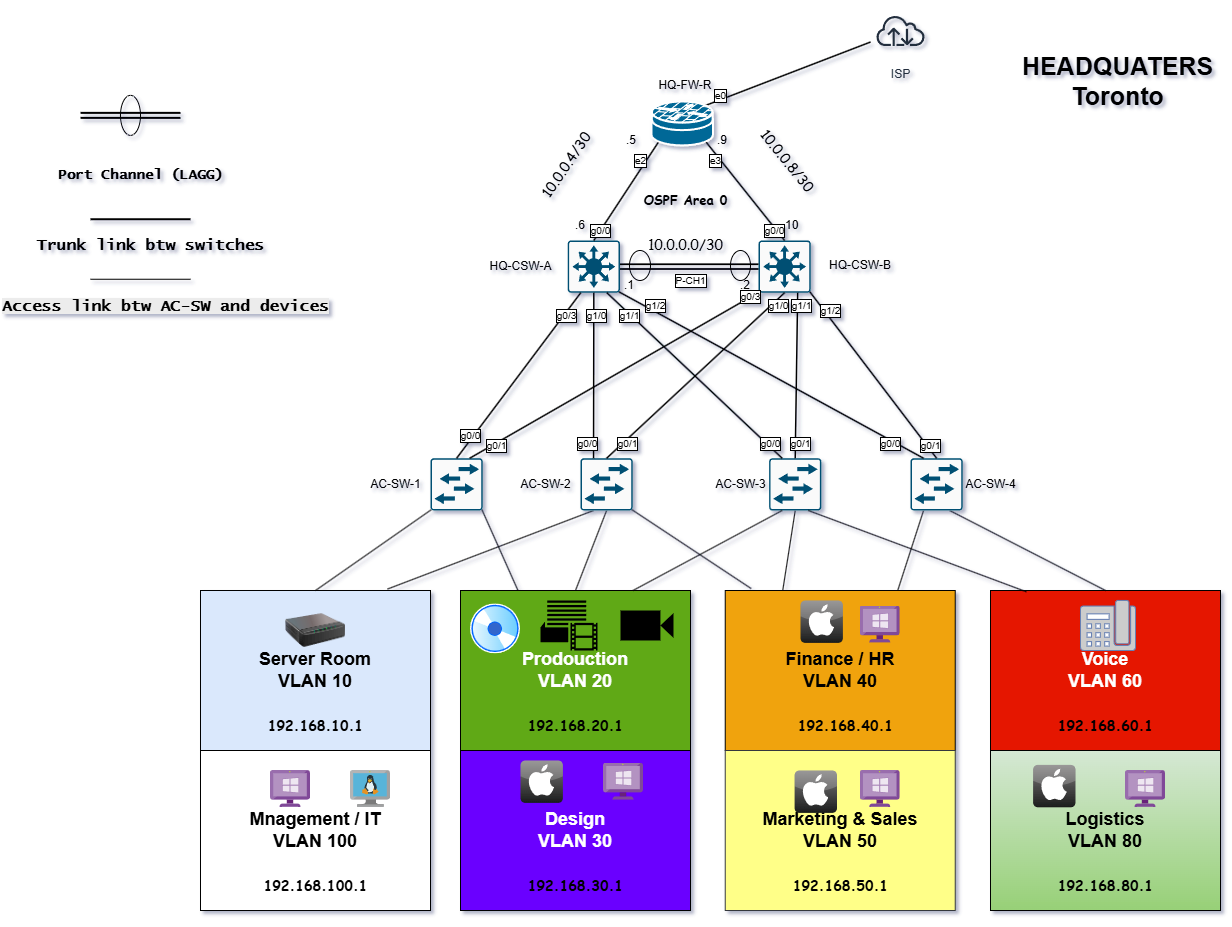 ISP
HEADQUATERS
Toronto
HQ-FW-R
e0
.5
.9
e2
e3
10.0.0.4/30
10.0.0.8/30
Port Channel (LAGG)
OSPF Area 0
Trunk link btw switches
.6
g0/0
g0/0
10
10.0.0.0/30
HQ-CSW-A
HQ-CSW-B
P-CH1
.1
.2
Access link btw AC-SW and devices
g0/3
g1/0
g1/1
g1/2
g0/3
g1/0
g1/1
g1/2
g0/0
g0/1
g0/0
g0/1
g0/0
g0/1
g0/0
g0/1
AC-SW-1
AC-SW-2
AC-SW-3
AC-SW-4
Server Room
VLAN 10
192.168.10.1
Prodouction
VLAN 20
192.168.20.1
Finance / HR
VLAN 40
192.168.40.1
Voice
VLAN 60
192.168.60.1
Mnagement / IT
VLAN 100
192.168.100.1
Design
VLAN 30
192.168.30.1
Marketing & Sales
VLAN 50
192.168.50.1
Logistics
VLAN 80
192.168.80.1